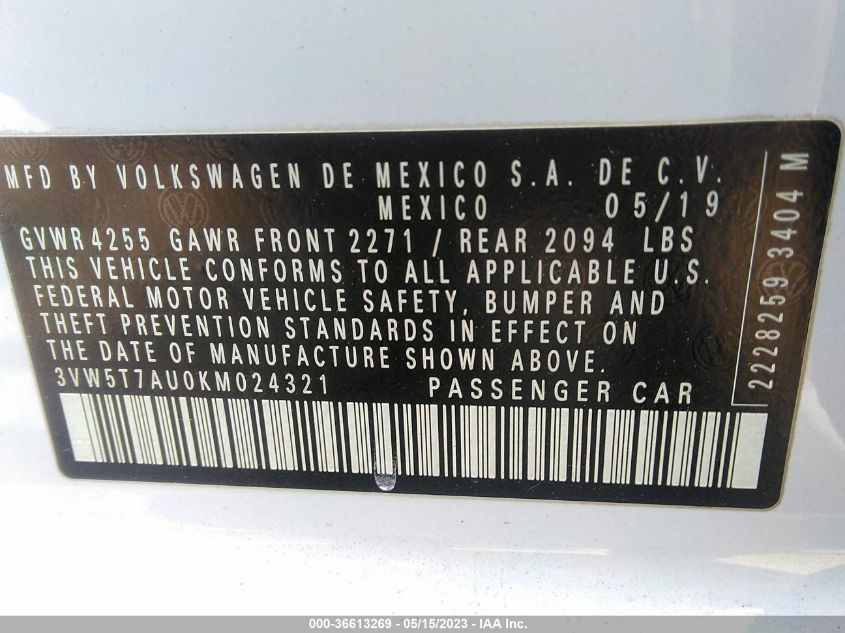 MFD BY VOLKSWAGEN DE MEXICO S.A. DE C.V.
MEXICO 05/19
GVWR 4255 GAWR FRONT 2271 / REAR 2094 LBS
THIS VEHICLE CONFORMS TO ALL APPLICABLE U.S.
FEDERAL MOTOR VEHICLE SAFETY, BUMPER AND
THEFT PREVENTION STANDARDS IN EFFECT ON
THE DATE OF MANUFACTURE SHOWN ABOVE.
3VW5T7AU0KM024321 PASSENGER CAR
2228259 3404 M
000-36613269 - 05/15/2023 - IAA Inc.